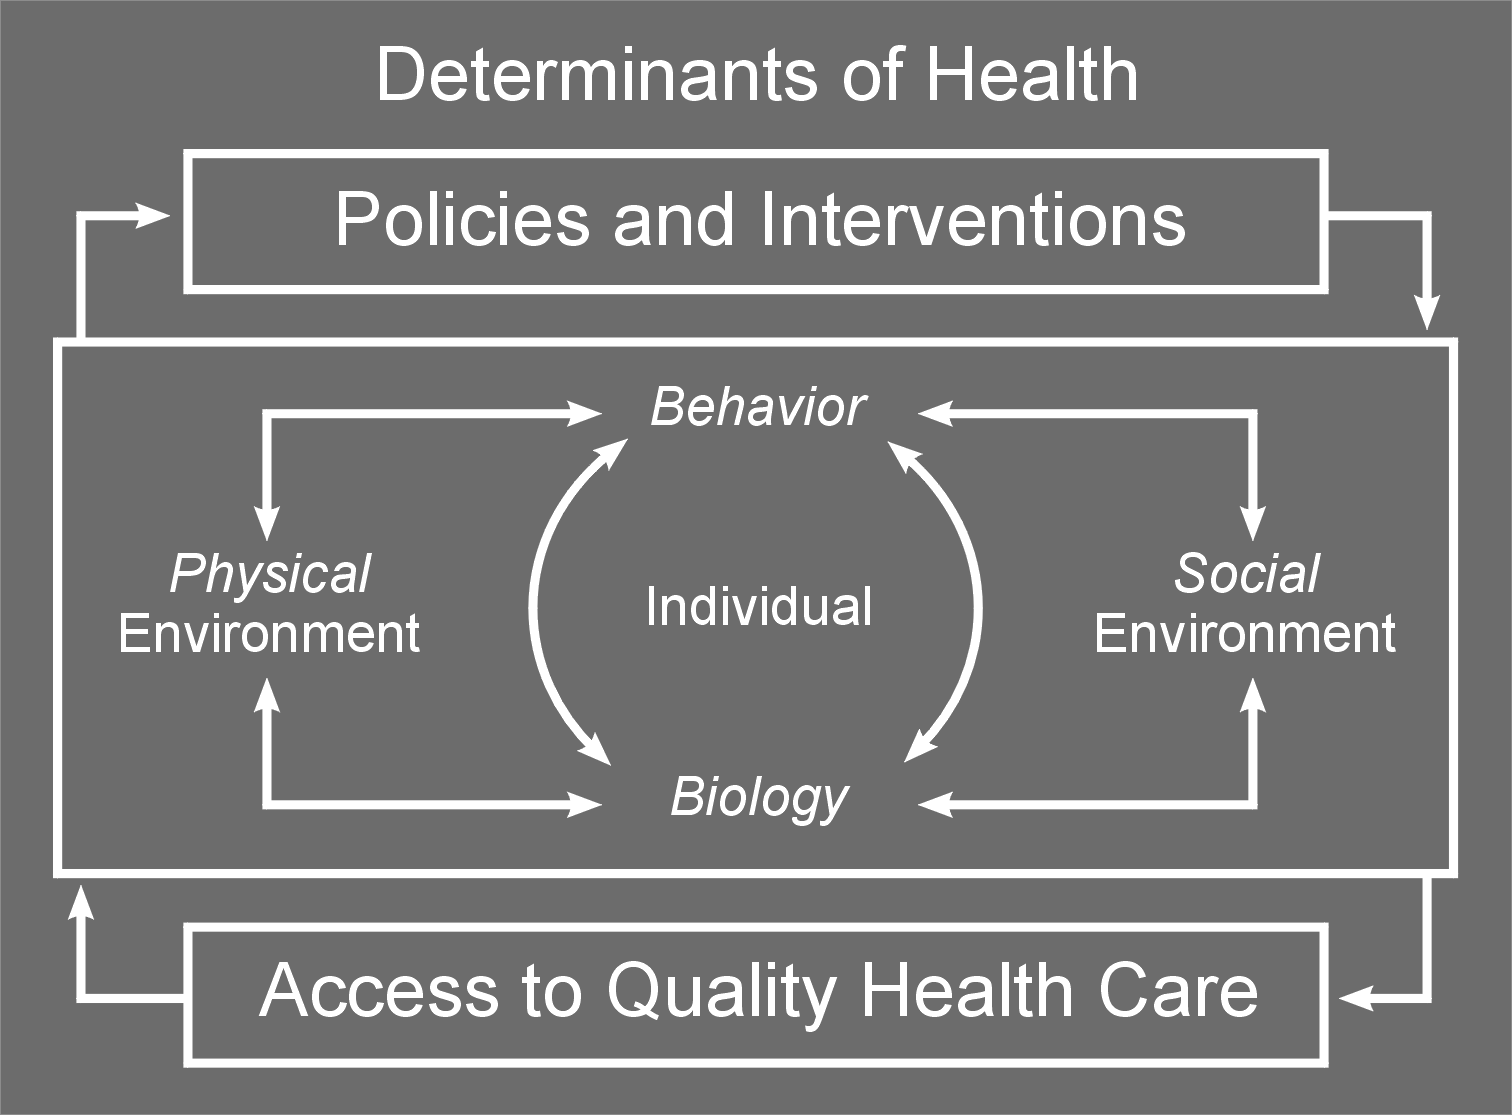 Determinants of Health
Policies and Interventions
Behavior
Physical
Environment
Individual
Social
Environment
Biology
Access to Quality Health Care